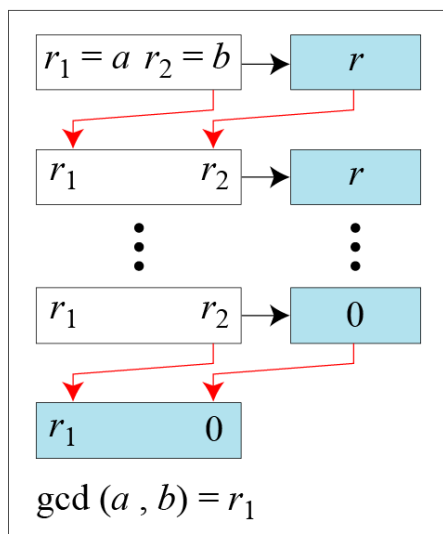 r₁ = a r₂ = b r
r₁ r₂ r
r₁ r₂ 0
r₁ 0
gcd (a , b) = r₁